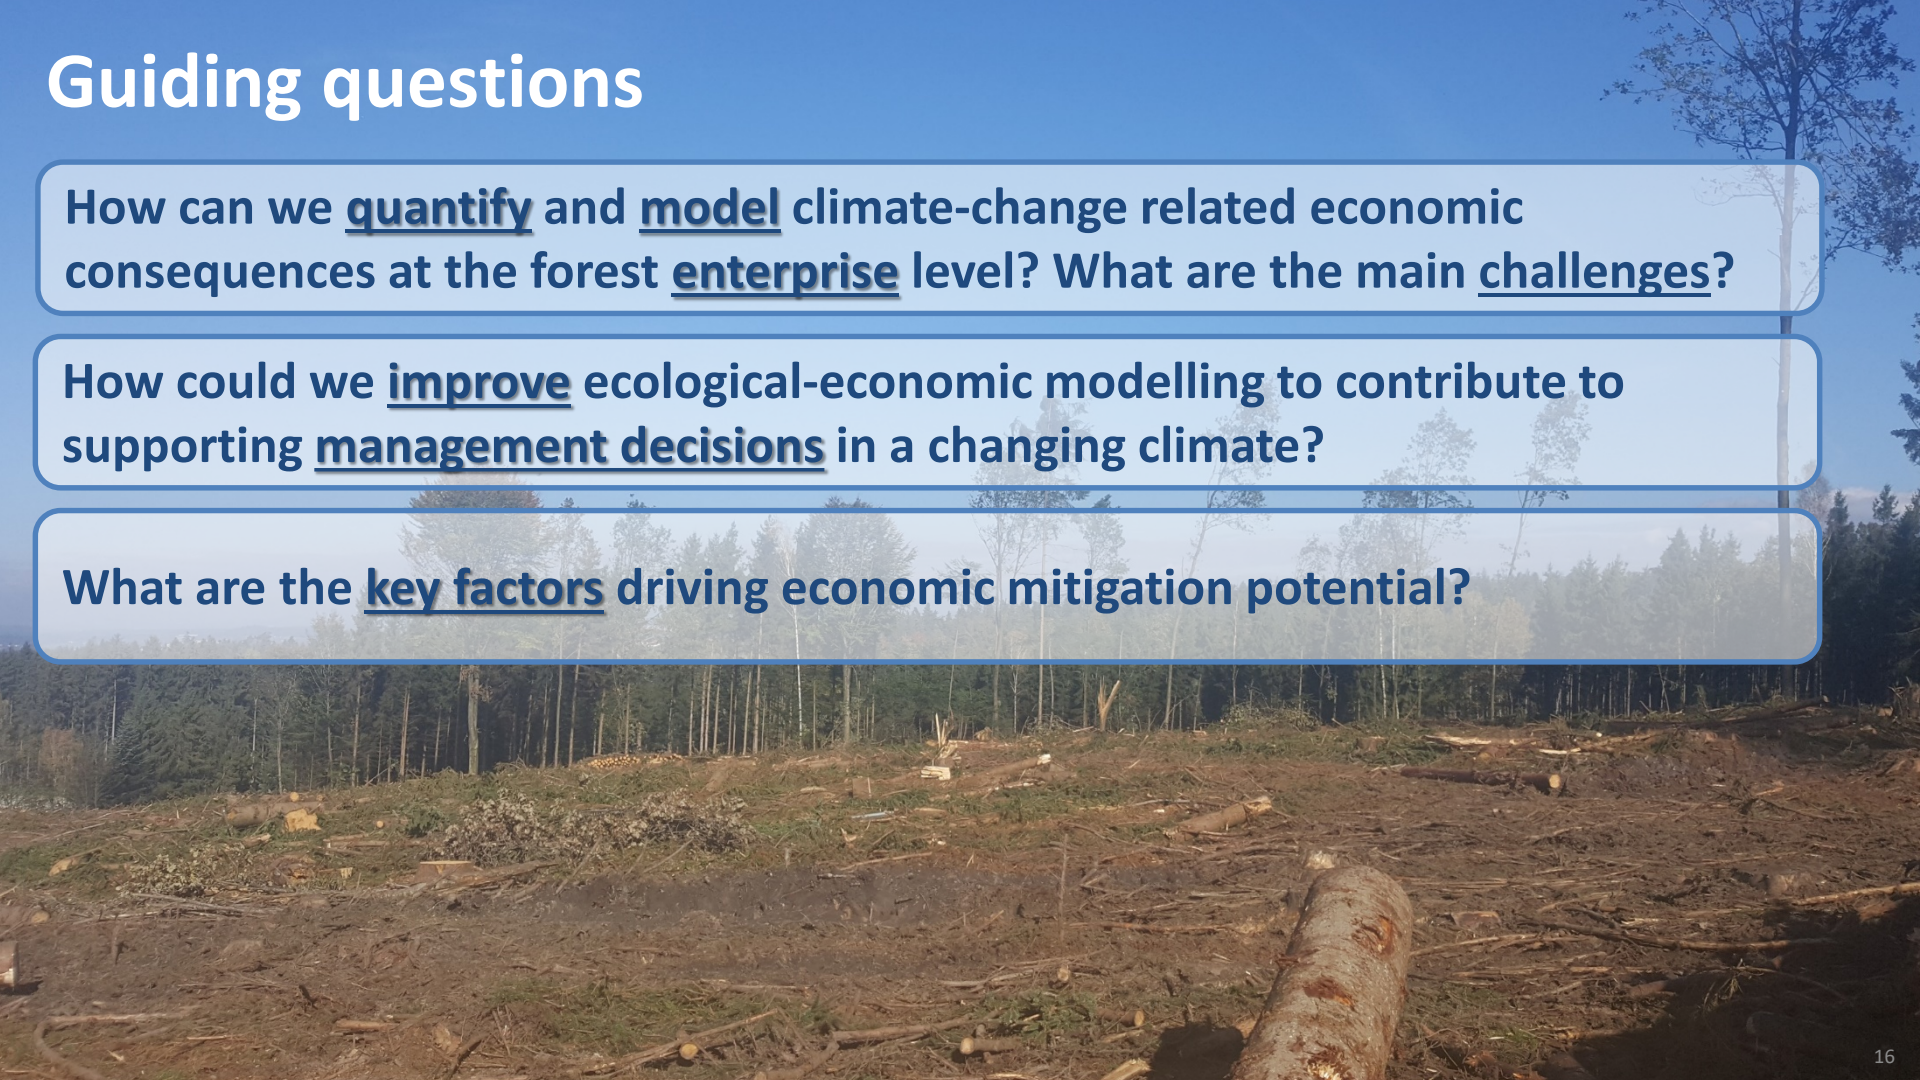 Guiding questions
How can we quantify and model climate-change related economic
consequences at the forest enterprise level? What are the main challenges?
How could we improve ecological-economic modelling to contribute to
supporting management decisions in a changing climate?
What are the key factors driving economic mitigation potential?
16